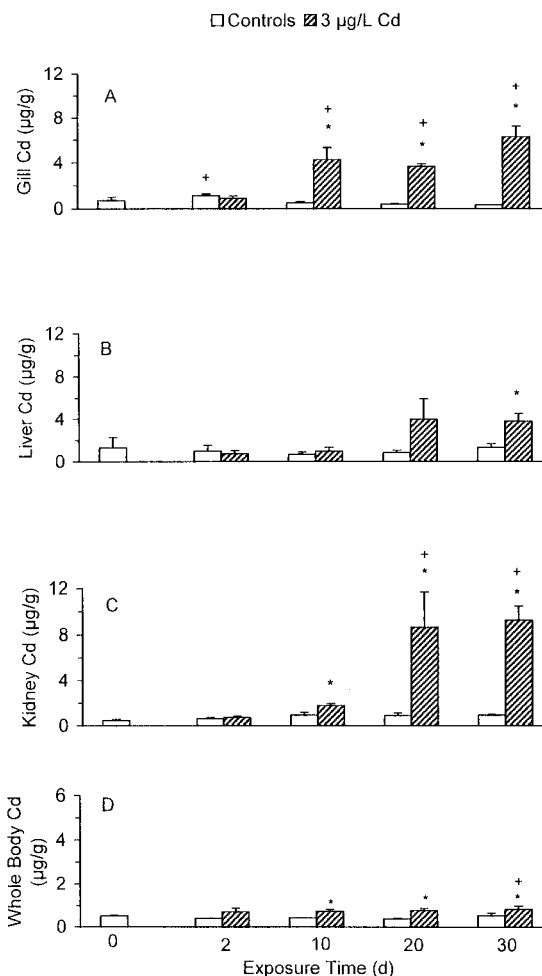 Controls 3 µg/L Cd
A
Gill Cd (µg/g)
12
8
4
0
+
+
*
+
*
+
*
B
Liver Cd (µg/g)
12
8
4
0
*
C
Kidney Cd (µg/g)
12
8
4
0
*
+
*
+
*
D
Whole Body Cd
(µg/g)
6
4
2
0
*
*
+
*
0 2 10 20 30
Exposure Time (d)